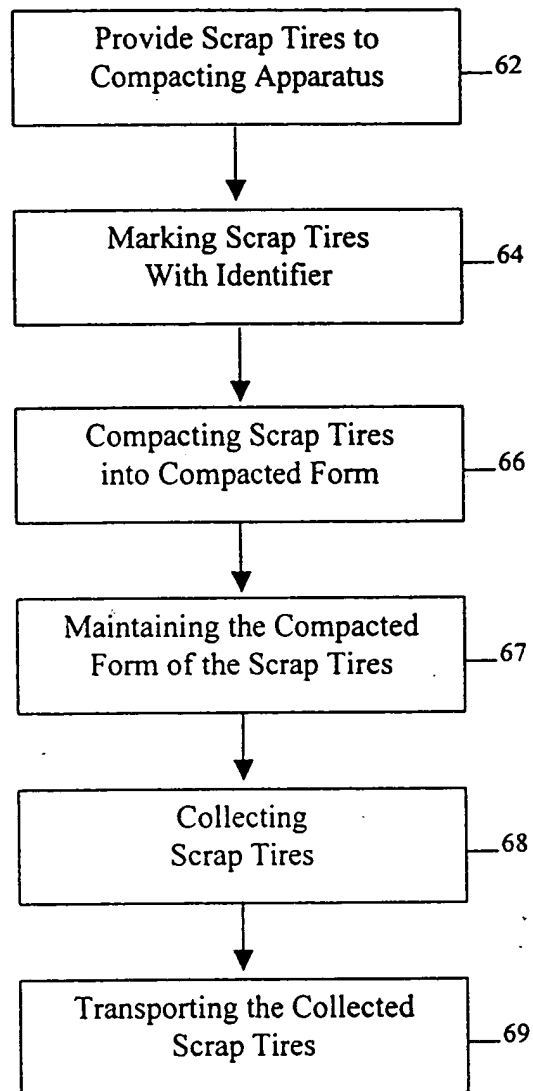 Provide Scrap Tires to
Compacting Apparatus
62
Marking Scrap Tires
With Identifier
64
Compacting Scrap Tires
into Compacted Form
66
Maintaining the Compacted
Form of the Scrap Tires
67
Collecting
Scrap Tires
68
Transporting the Collected
Scrap Tires
69